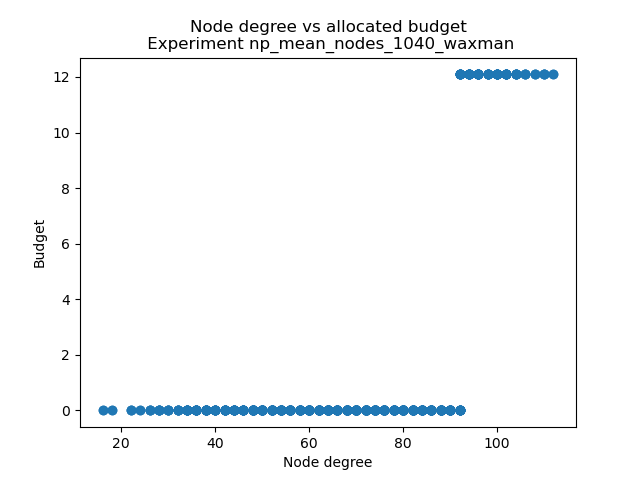 Node degree vs allocated budget
Experiment np_mean_nodes_1040_waxman
12
10
8
6
4
2
0
Budget
20 40 60 80 100
Node degree